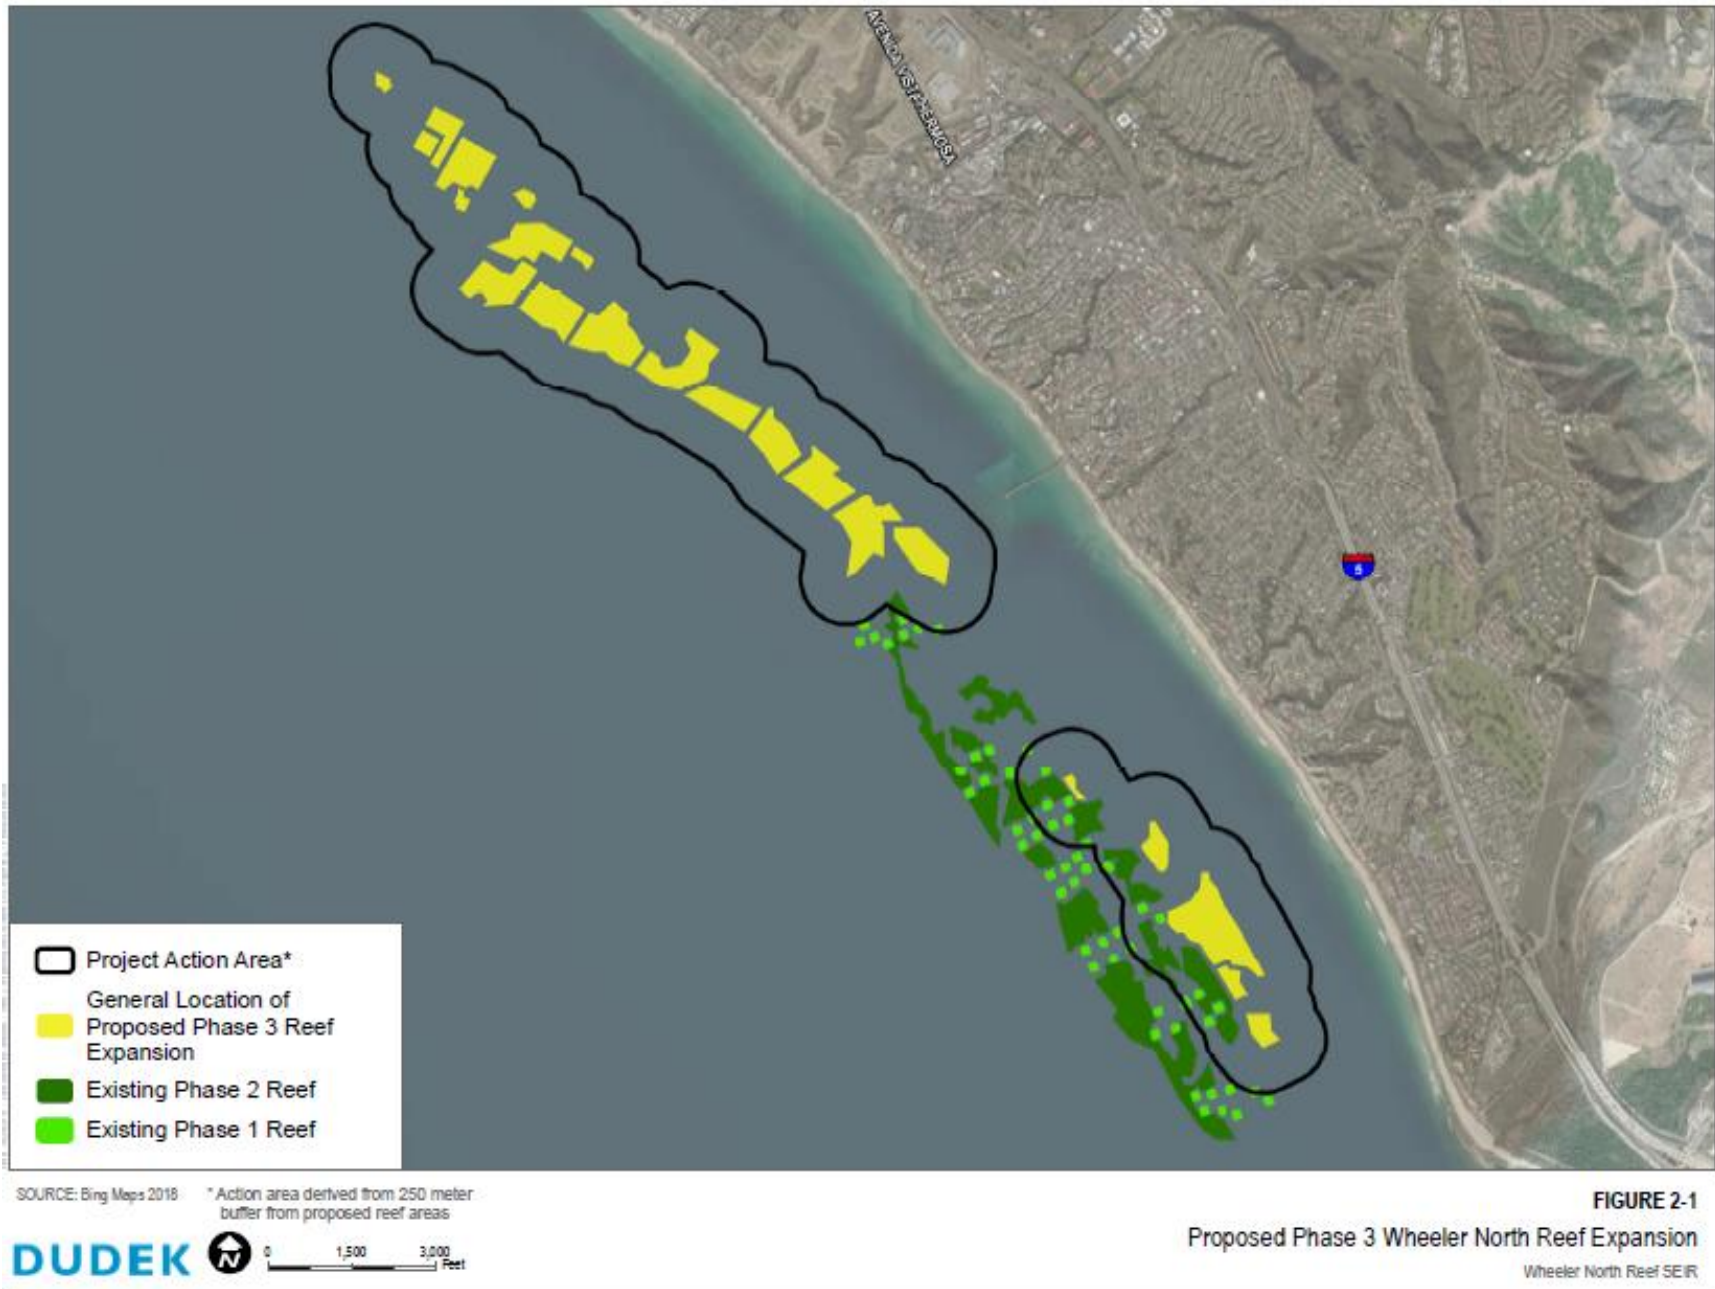 AVENIDA VISTA HERMOSA
5
Project Action Area*
General Location of
Proposed Phase 3 Reef
Expansion
Existing Phase 2 Reef
Existing Phase 1 Reef
SOURCE: Bing Maps 2018
* Action area derived from 250 meter
buffer from proposed reef areas
DUDEK
N
0 1,500 3,000
Feet
FIGURE 2-1
Proposed Phase 3 Wheeler North Reef Expansion
Wheeler North Reef SEIR